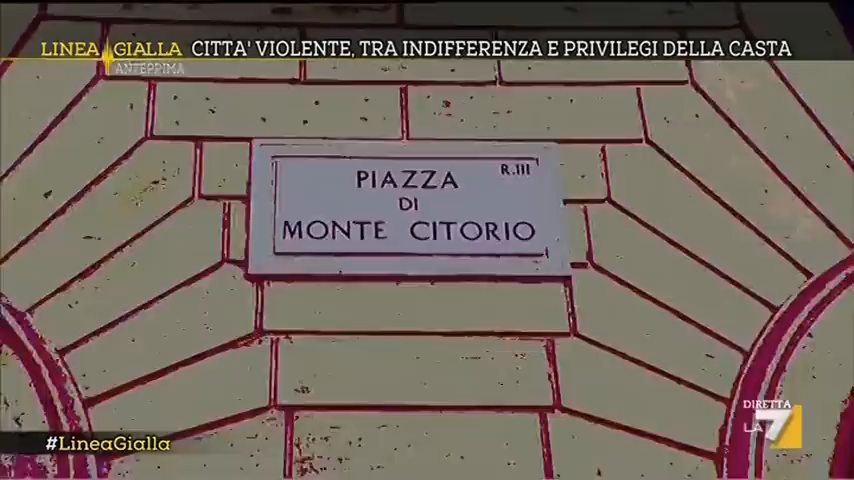 LINEA GIALLA CITTA' VIOLENTE, TRA INDIFFERENZA E PRIVILEGI DELLA CASTA
ANTEPRIMA
R.III
PIAZZA
DI
MONTE CITORIO
DIRETTA
LA7
#LineaGialla